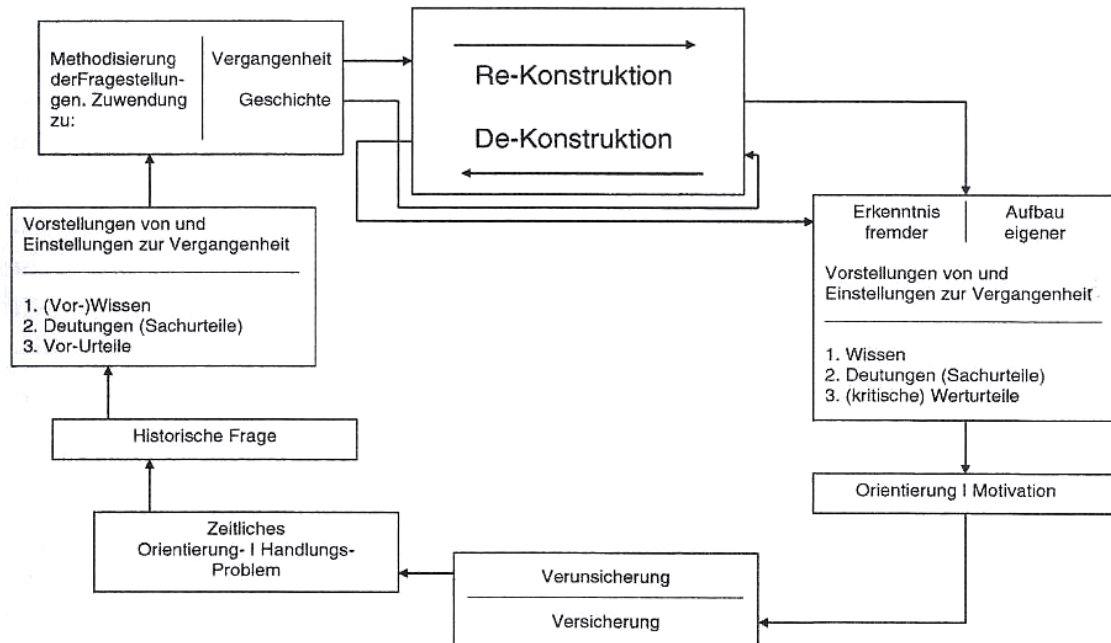 Methodisierung
derFragestellun-
gen. Zuwendung
zu:
Vergangenheit
Geschichte
Re-Konstruktion
De-Konstruktion
Vorstellungen von und
Einstellungen zur Vergangenheit
1. (Vor-)Wissen
2. Deutungen (Sachurteile)
3. Vor-Urteile
Erkenntnis
fremder
Aufbau
eigener
Vorstellungen von und
Einstellungen zur Vergangenheit
1. Wissen
2. Deutungen (Sachurteile)
3. (kritische) Werturteile
Historische Frage
Orientierung I Motivation
Zeitliches
Orientierung- I Handlungs-
Problem
Verunsicherung
Versicherung